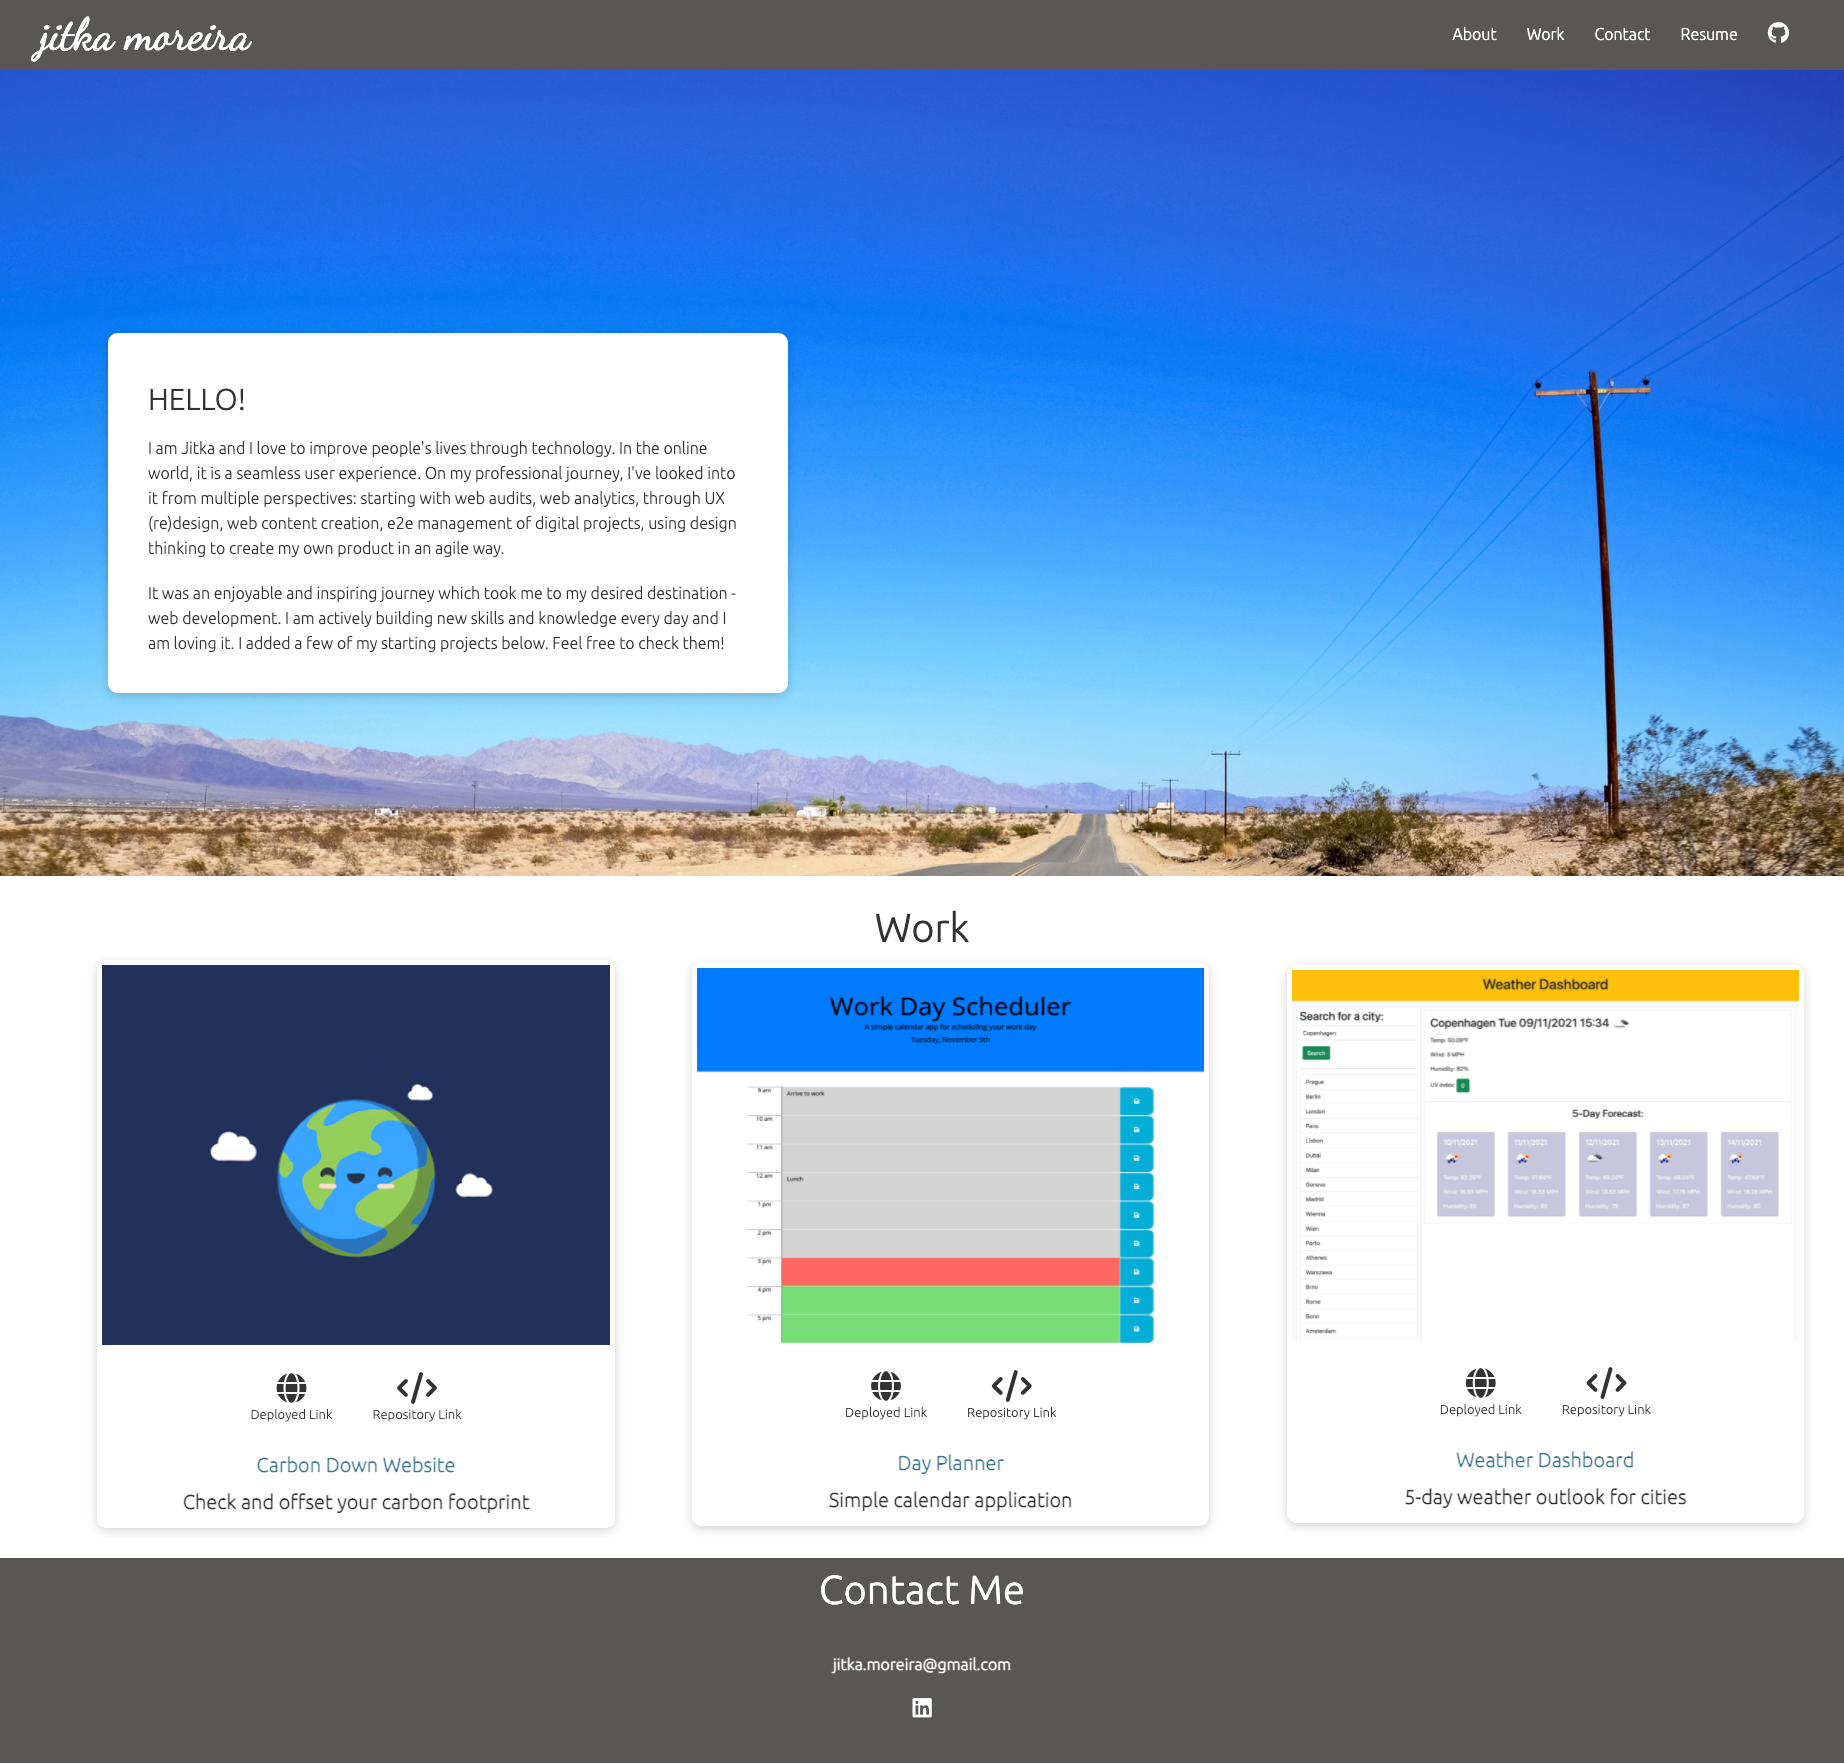 jitka moreira
About Work Contact Resume
HELLO!
I am Jitka and I love to improve people's lives through technology. In the online
world, it is a seamless user experience. On my professional journey, I've looked into
it from multiple perspectives: starting with web audits, web analytics, through UX
(re)design, web content creation, e2e management of digital projects, using design
thinking to create my own product in an agile way.
It was an enjoyable and inspiring journey which took me to my desired destination -
web development. I am actively building new skills and knowledge every day and I
am loving it. I added a few of my starting projects below. Feel free to check them!
Work
Deployed Link
Repository Link
Carbon Down Website
Check and offset your carbon footprint
Work Day Scheduler
A simple calendar app for scheduling your work day
Tuesday, November 9th
9 am
Arrive to work
10 am
11 am
12 am
Lunch
1 pm
2 pm
3 pm
4 pm
5 pm
Deployed Link
Repository Link
Day Planner
Simple calendar application
Weather Dashboard
Search for a city:
Copenhagen
Search
Prague
Berlin
London
Paris
Lisbon
Dubai
Milan
Geneve
Madrid
Wienna
Wien
Porto
Athenes
Warszawa
Brno
Rome
Bonn
Amsterdam
Copenhagen Tue 09/11/2021 15:34
Temp: 50.09°F
Wind: 3 MPH
Humidity: 82%
UV index: 0
5-Day Forecast:
10/11/2021
11/11/2021
12/11/2021
13/11/2021
14/11/2021
Deployed Link
Repository Link
Weather Dashboard
5-day weather outlook for cities
Contact Me
jitka.moreira@gmail.com
in